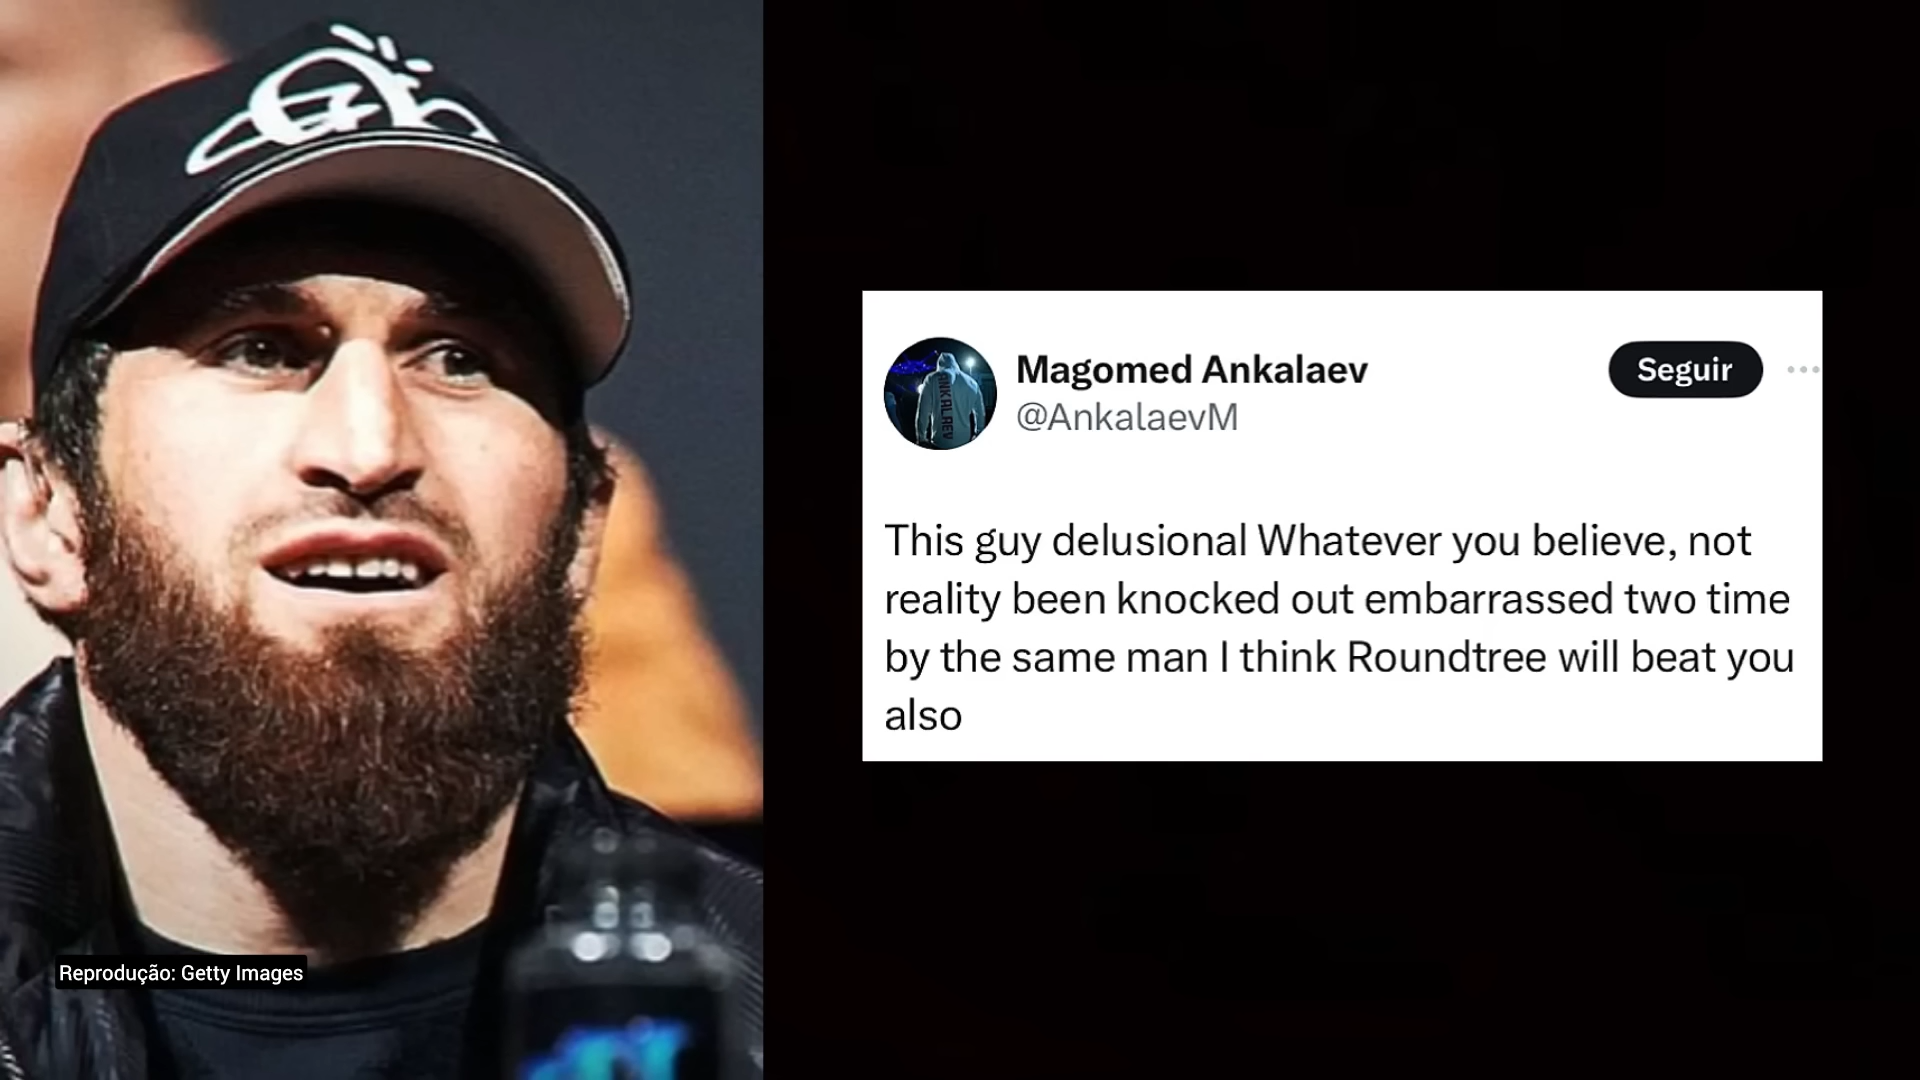 Magomed Ankalaev
@AnkalaevM
Seguir
ANKALAEV
This guy delusional Whatever you believe, not
reality been knocked out embarrassed two time
by the same man I think Roundtree will beat you
also
Reprodução: Getty Images